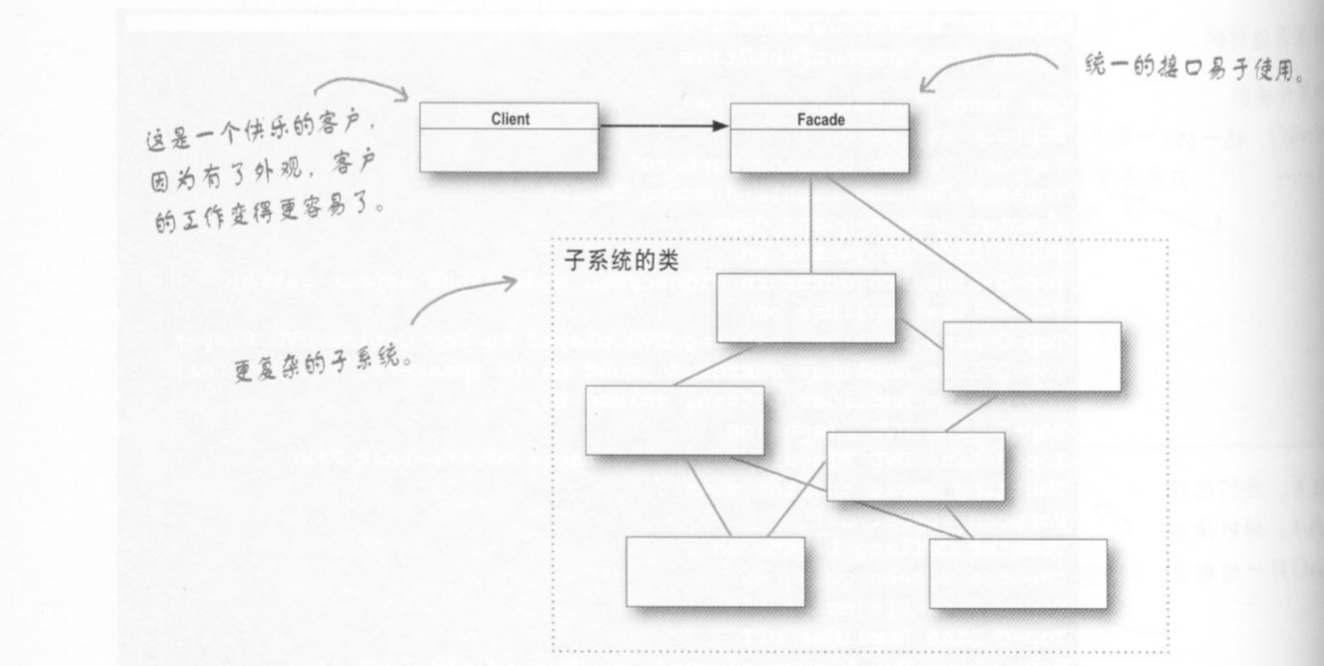 统一的接口易于使用。
Client
Facade
这是一个快乐的客户，
因为有了外观，客户
的工作变得更容易了。
子系统的类
更复杂的子系统。